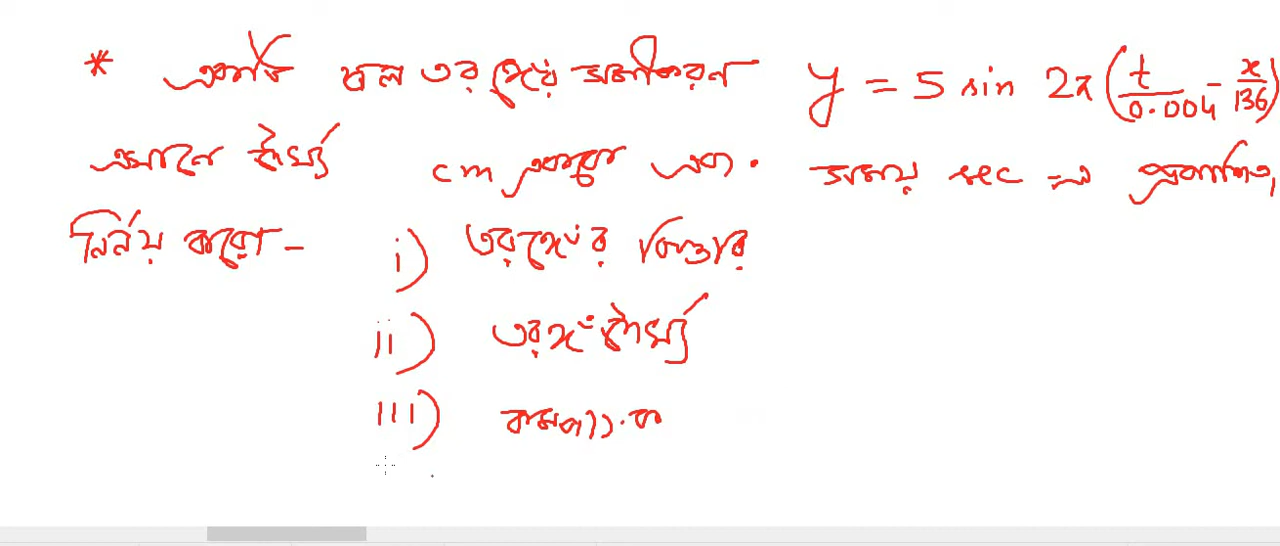 * একটি চল তরঙ্গের সমীকরণ y = 5 sin 2π(t/0.004 - x/136)
এখানে দৈর্ঘ্য cm এককে এবং সময় sec এ প্রকাশিত,
নির্নয় করো -
i) তরঙ্গের বিস্তার
ii) তরঙ্গ দৈর্ঘ্য
iii) কম্পাংক